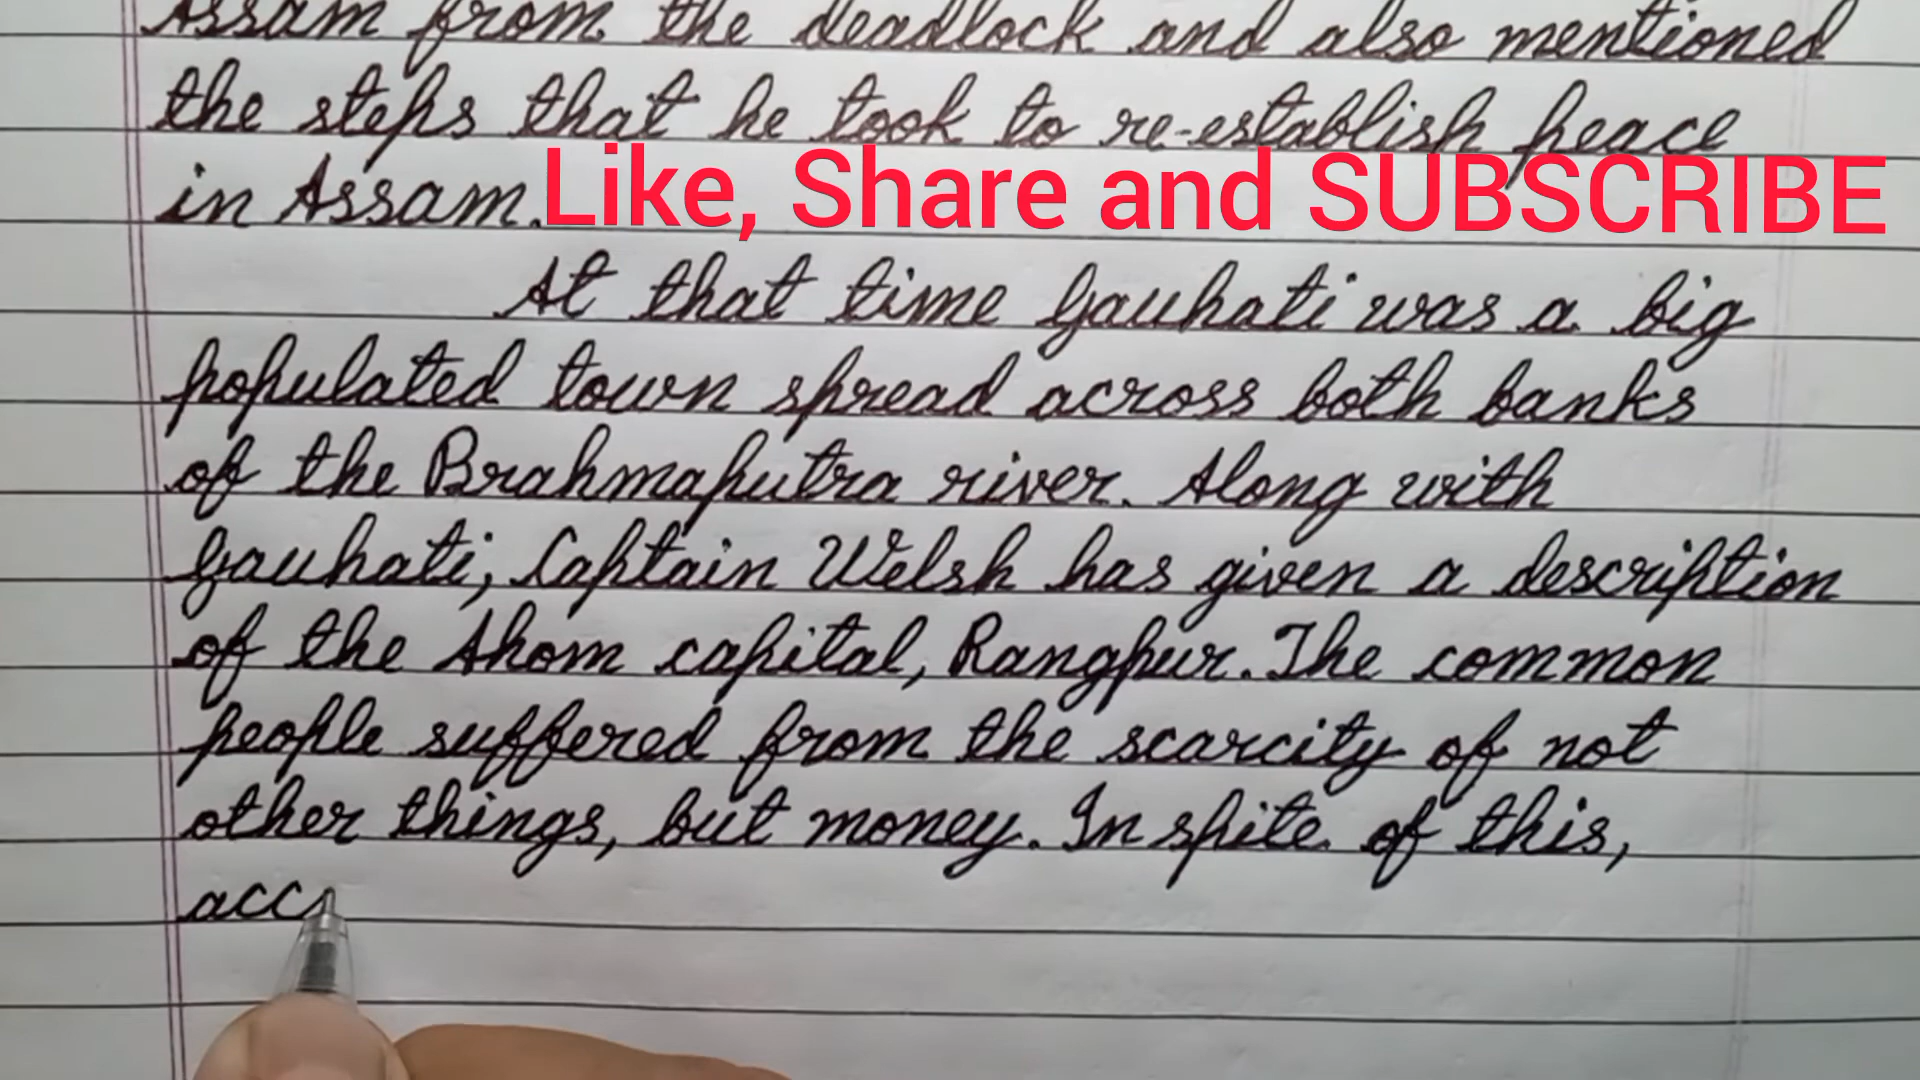 Assam from the deadlock and also mentioned
the steps that he took to re-establish peace
in Assam.
Like, Share and SUBSCRIBE
At that time Gauhati was a big
populated town spread across both banks
of the Brahmaputra river. Along with
Gauhati, Captain Welsh has given a description
of the Ahom capital, Rangpur. The common
people suffered from the scarcity of not
other things, but money. In spite of this,
acc